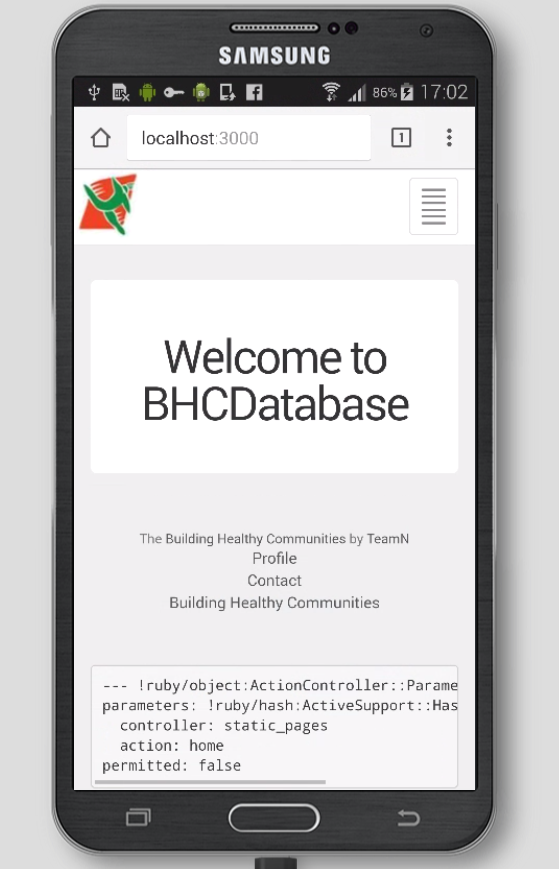 SAMSUNG
86% 17:02
localhost:3000
1
Welcome to
BHCDatabase
The Building Healthy Communities by TeamN
Profile
Contact
Building Healthy Communities
--- !ruby/object:ActionController::Parame
parameters: !ruby/hash:ActiveSupport::Has
controller: static_pages
action: home
permitted: false